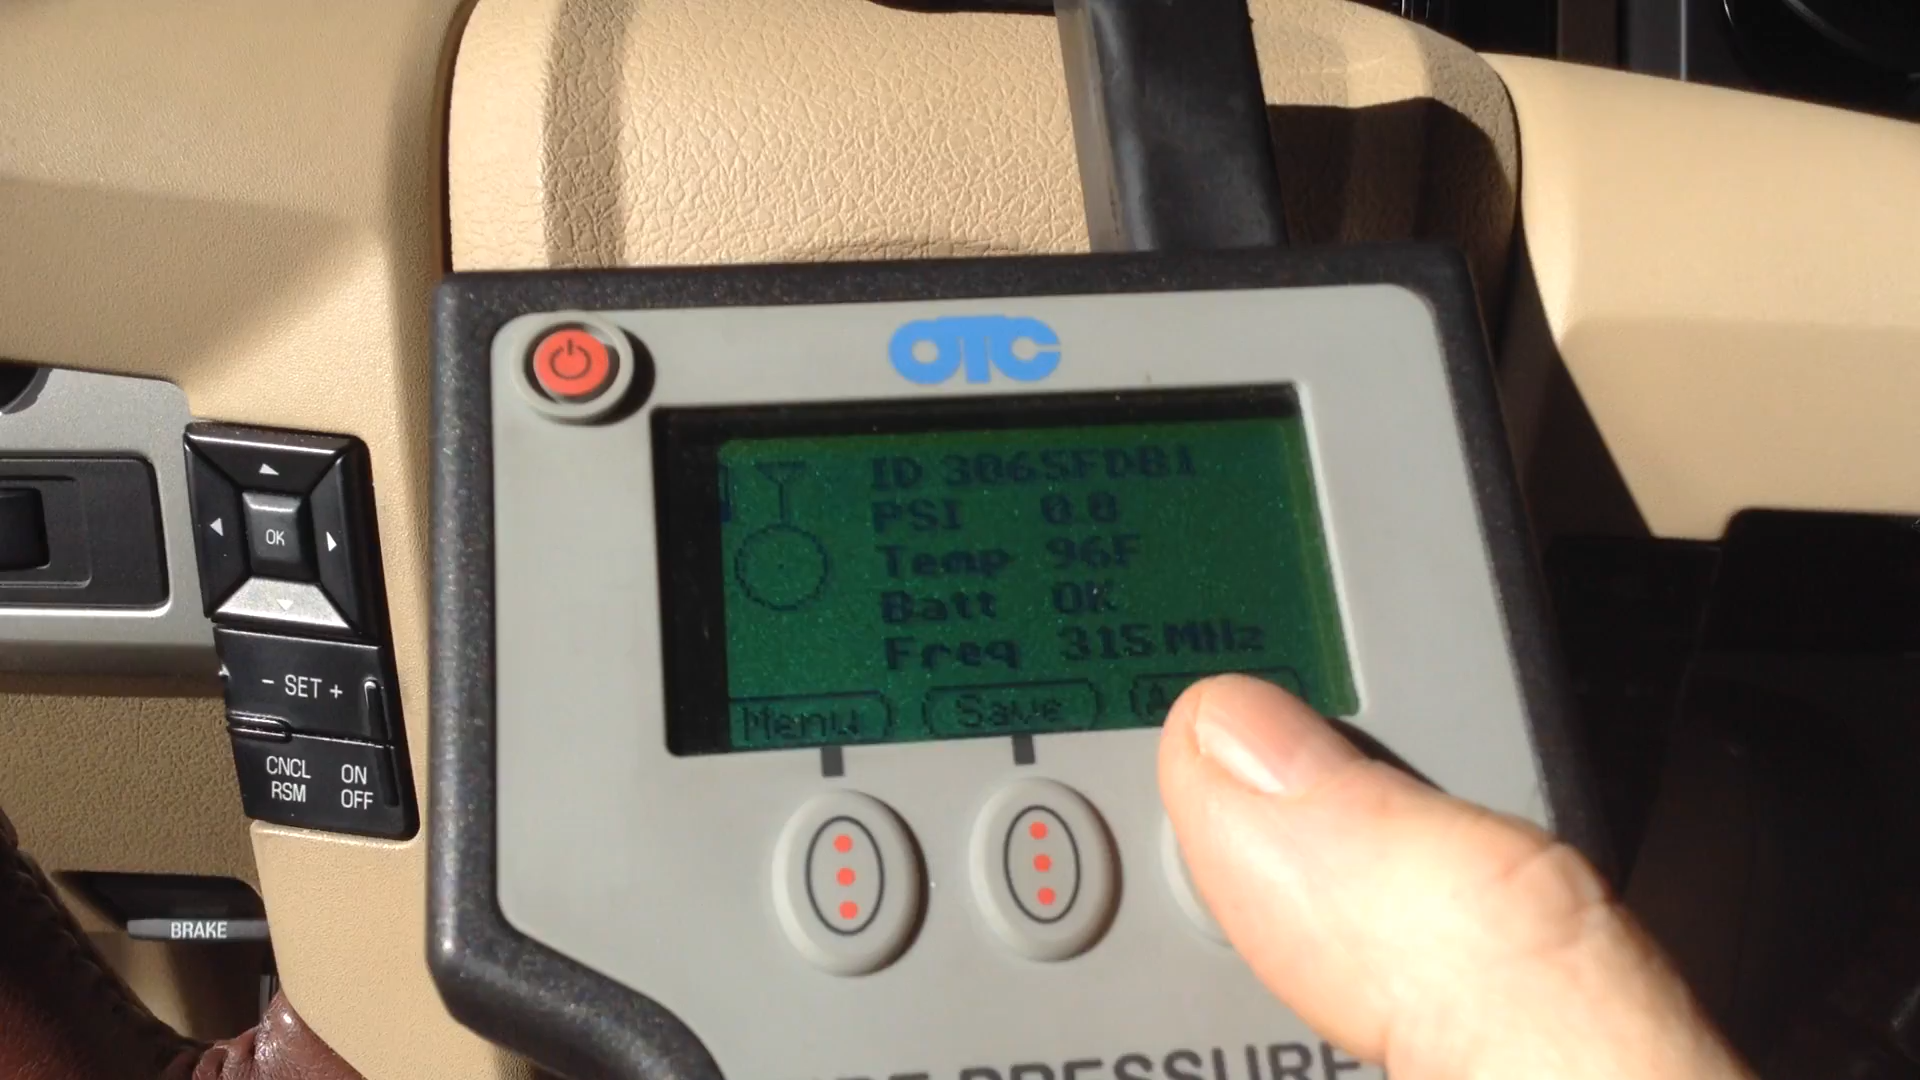 OTC
ID 3065FDB1
PSI 0.0
Temp 96F
Batt OK
Freq 315 MHz
Menu Save
OK
- SET +
CNCL ON
RSM OFF
BRAKE
PRESSURE